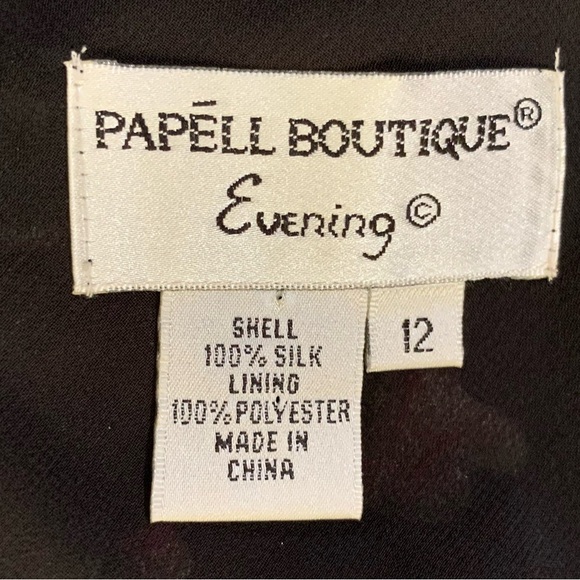 PAPĒLL BOUTIQUE®
Evening ©
12
SHELL
100% SILK
LINING
100% POLYESTER
MADE IN
CHINA